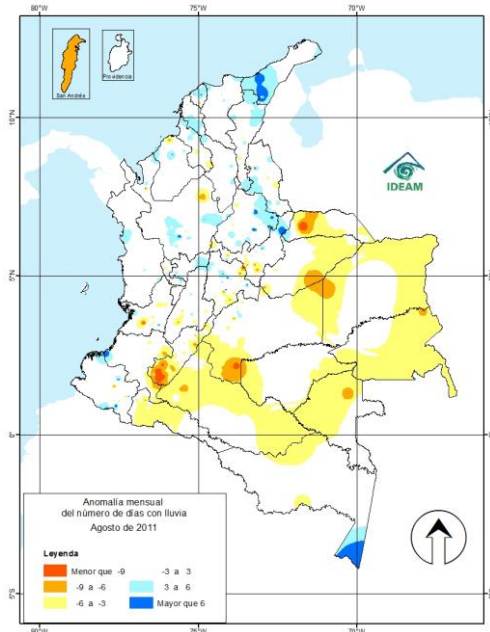 80°W
75°W
70°W
San Andrés
Providencia
10°N
IDEAM
5°N
0°
Anomalía mensual
del número de días con lluvia
Agosto de 2011
Leyenda
Menor que -9
-3 a 3
-9 a -6
3 a 6
-6 a -3
Mayor que 6
5°S
80°W
75°W
70°W